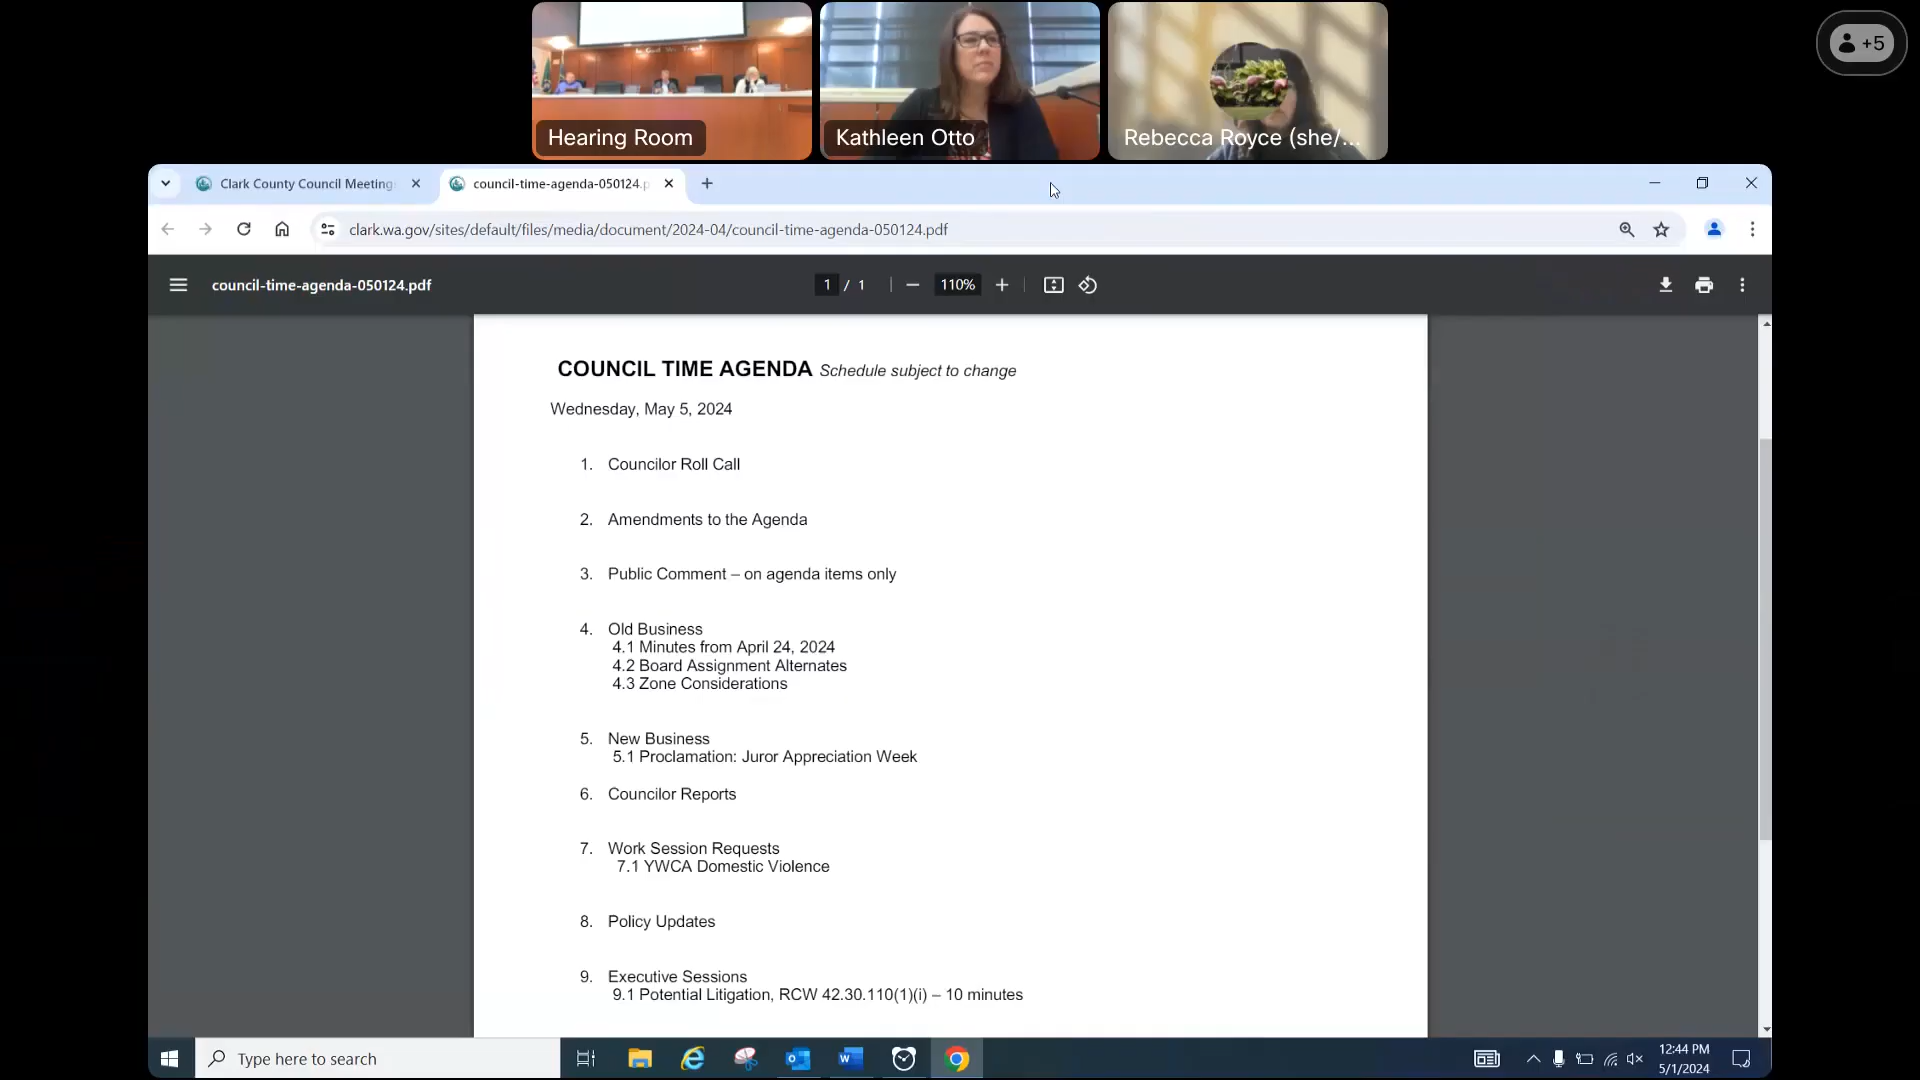 In God We Trust
Hearing Room
Kathleen Otto
Rebecca Royce (she/...
+5
Clark County Council Meeting
council-time-agenda-050124.p
clark.wa.gov/sites/default/files/media/document/2024-04/council-time-agenda-050124.pdf
council-time-agenda-050124.pdf
1 / 1
110%
COUNCIL TIME AGENDA Schedule subject to change
Wednesday, May 5, 2024
1. Councilor Roll Call
2. Amendments to the Agenda
3. Public Comment – on agenda items only
4. Old Business
4.1 Minutes from April 24, 2024
4.2 Board Assignment Alternates
4.3 Zone Considerations
5. New Business
5.1 Proclamation: Juror Appreciation Week
6. Councilor Reports
7. Work Session Requests
7.1 YWCA Domestic Violence
8. Policy Updates
9. Executive Sessions
9.1 Potential Litigation, RCW 42.30.110(1)(i) – 10 minutes
Type here to search
12:44 PM
5/1/2024